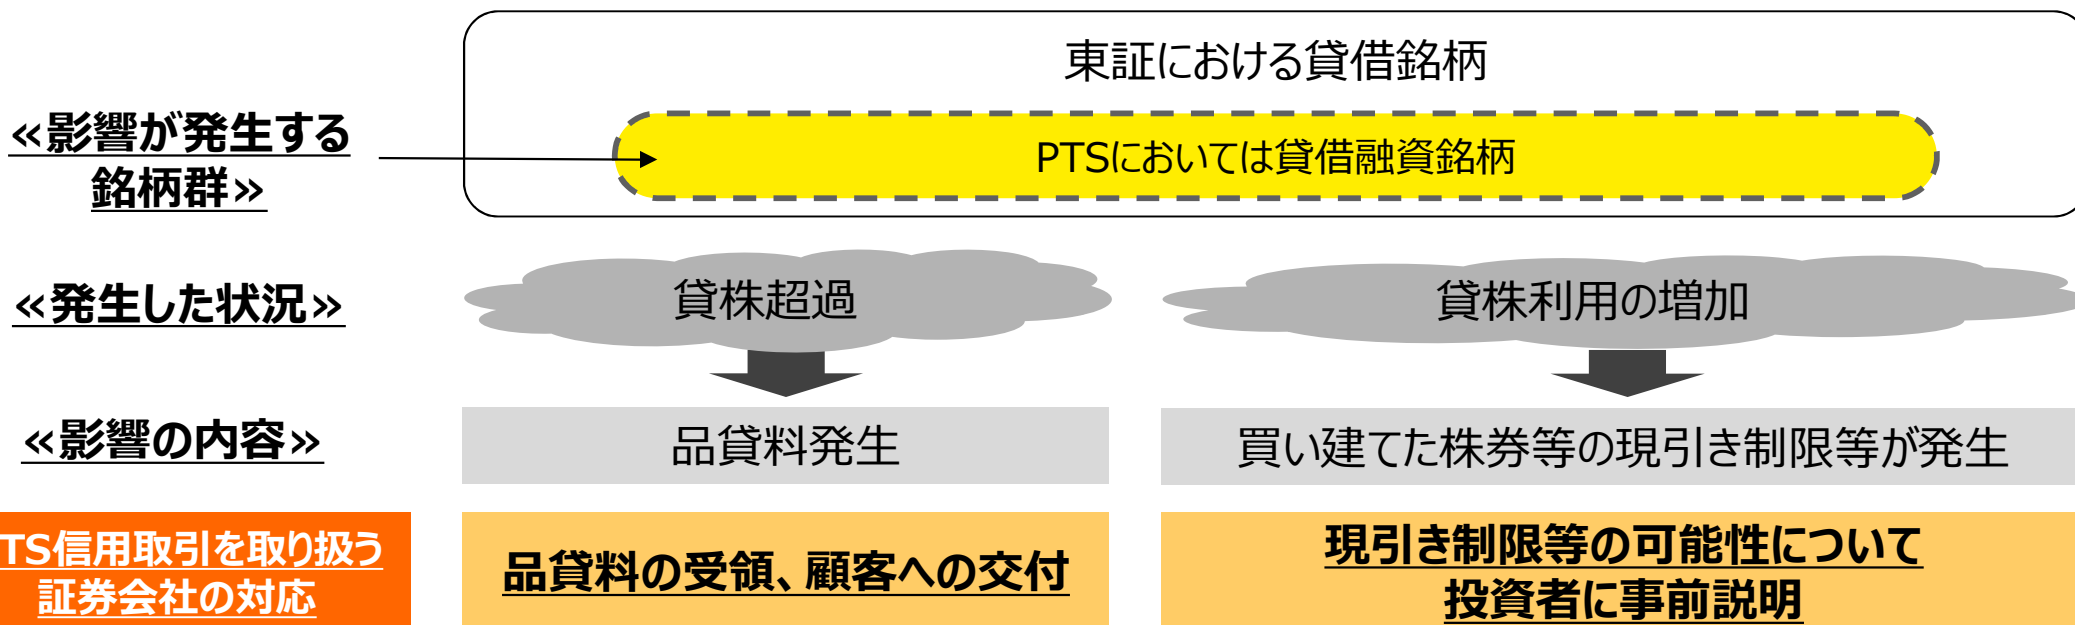 東証における貸借銘柄
«影響が発生する
銘柄群»
PTSにおいては貸借融資銘柄
«発生した状況»
貸株超過
貸株利用の増加
«影響の内容»
品貸料発生
買い建てた株券等の現引き制限等が発生
TS信用取引を取り扱う
証券会社の対応
品貸料の受領、顧客への交付
現引き制限等の可能性について
投資者に事前説明